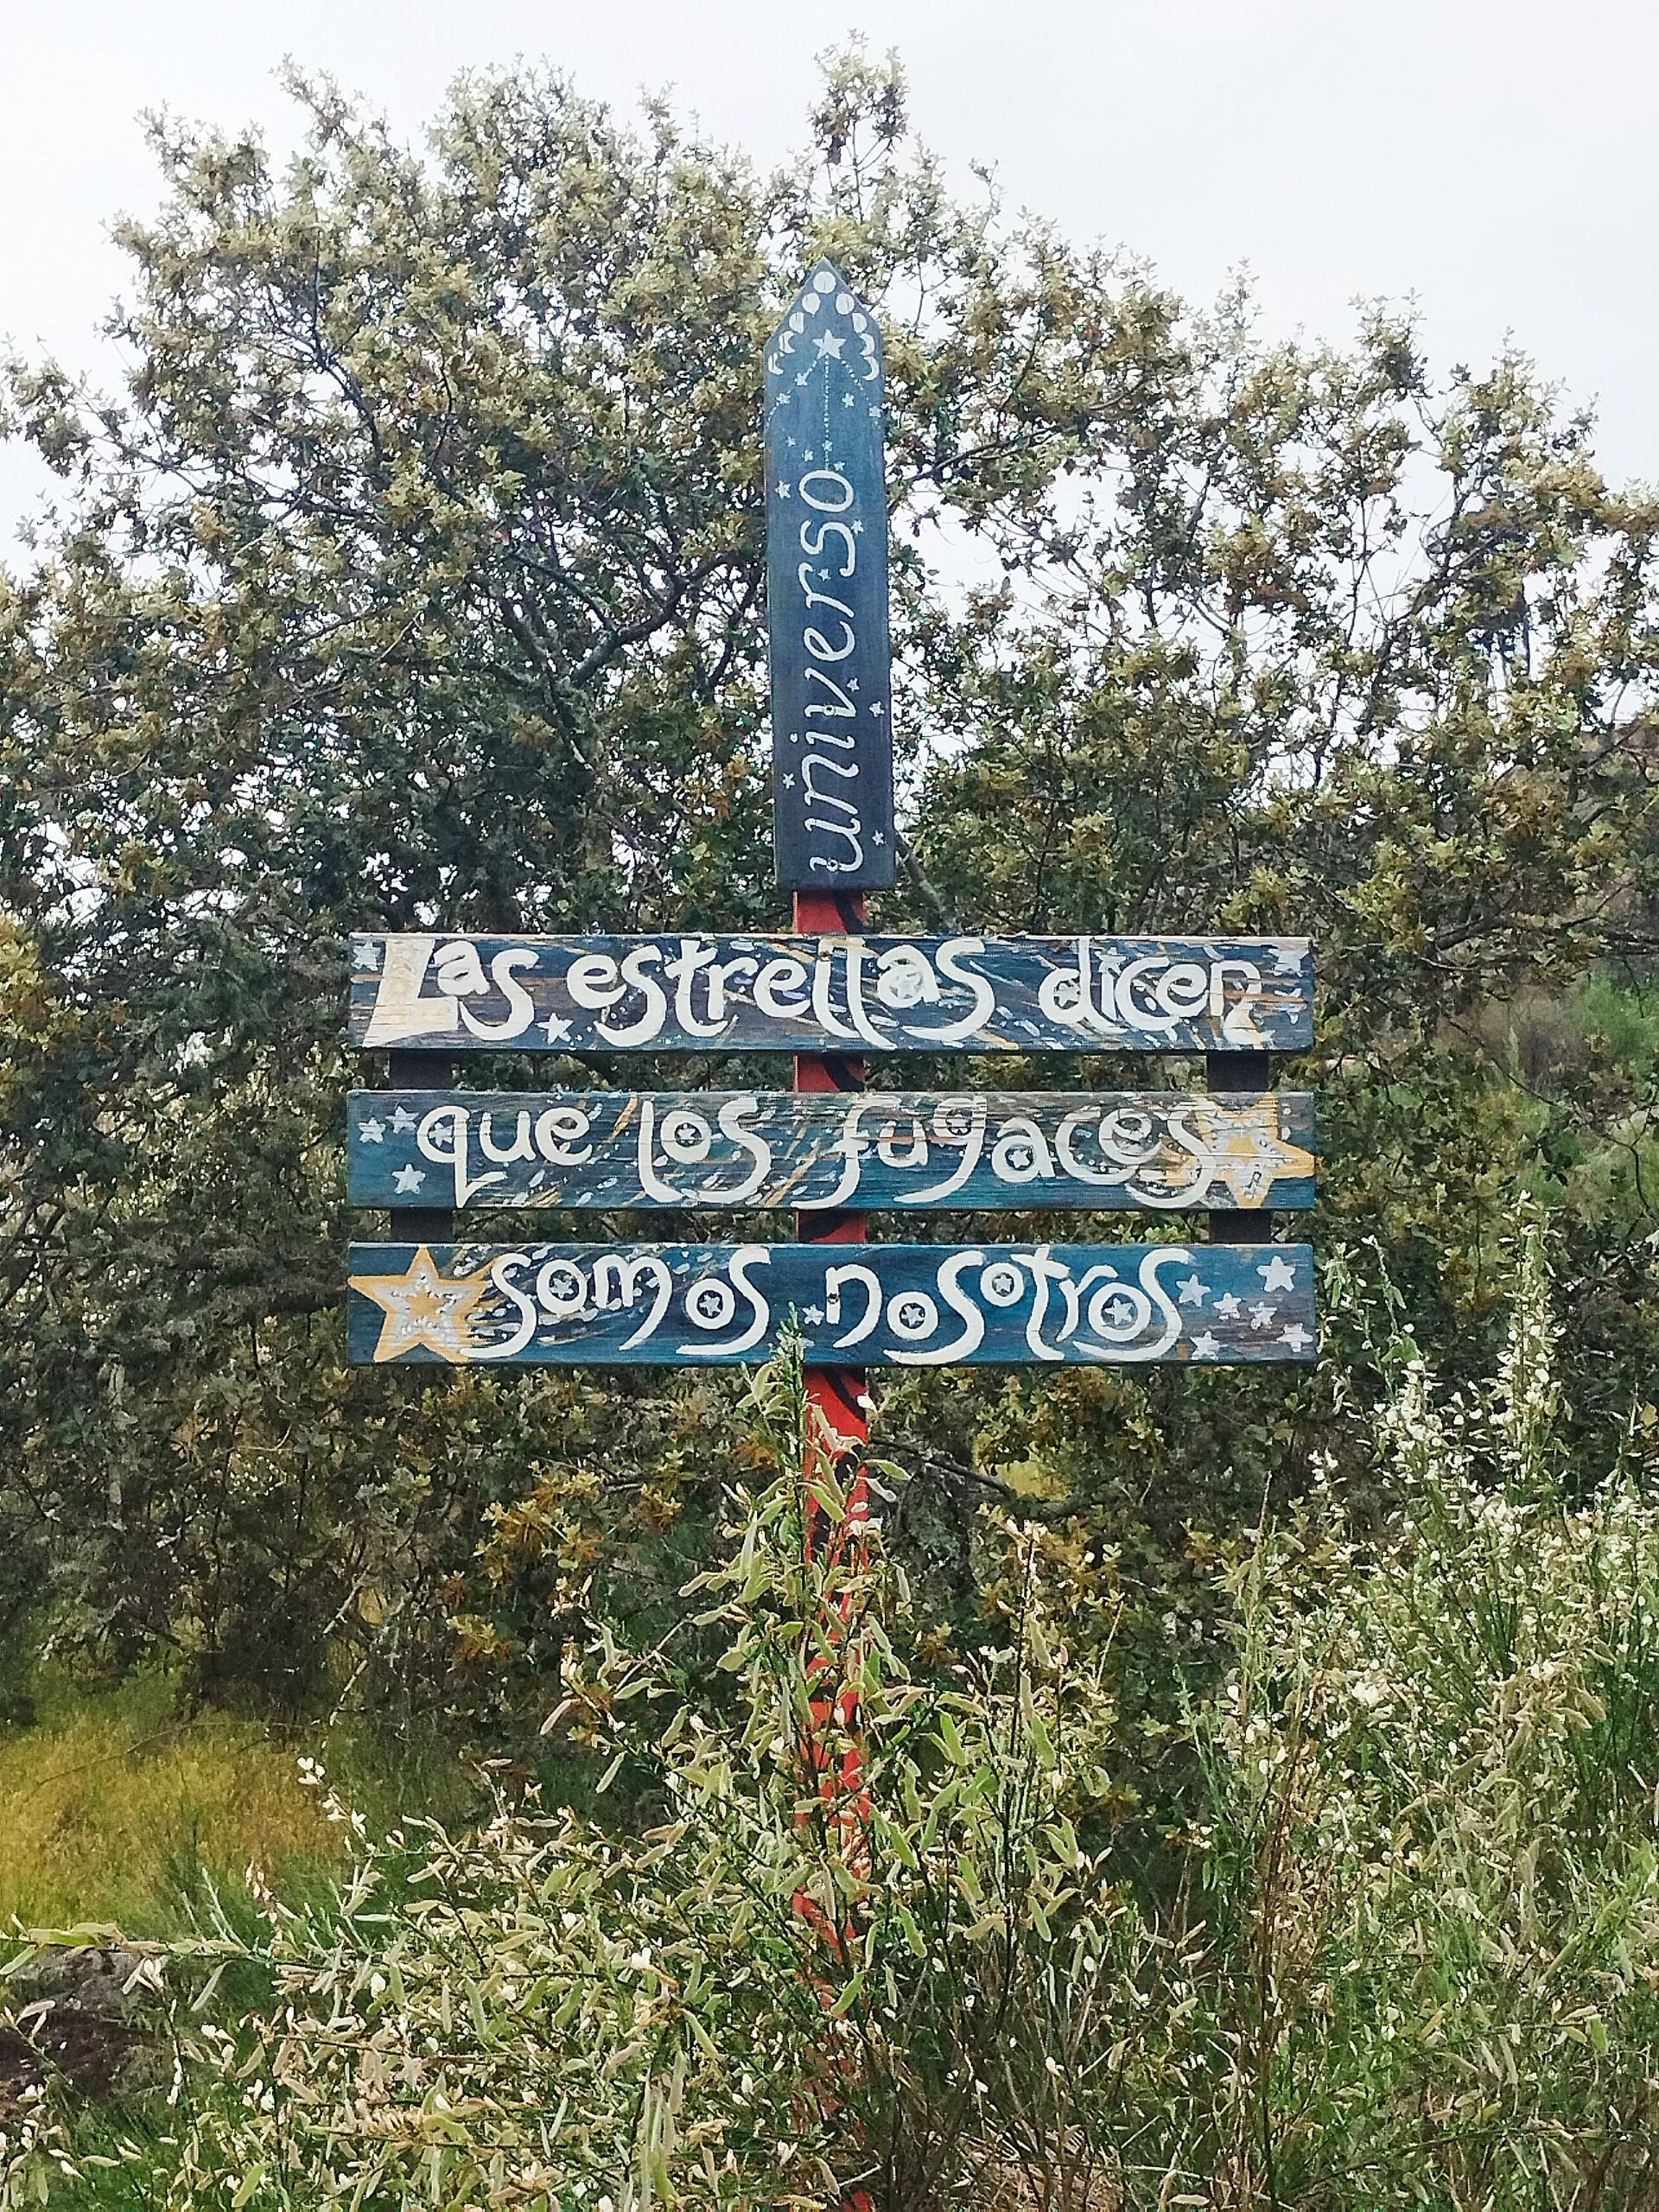 universo
Las estrellas dicen
que los fugaces
somos nosotros